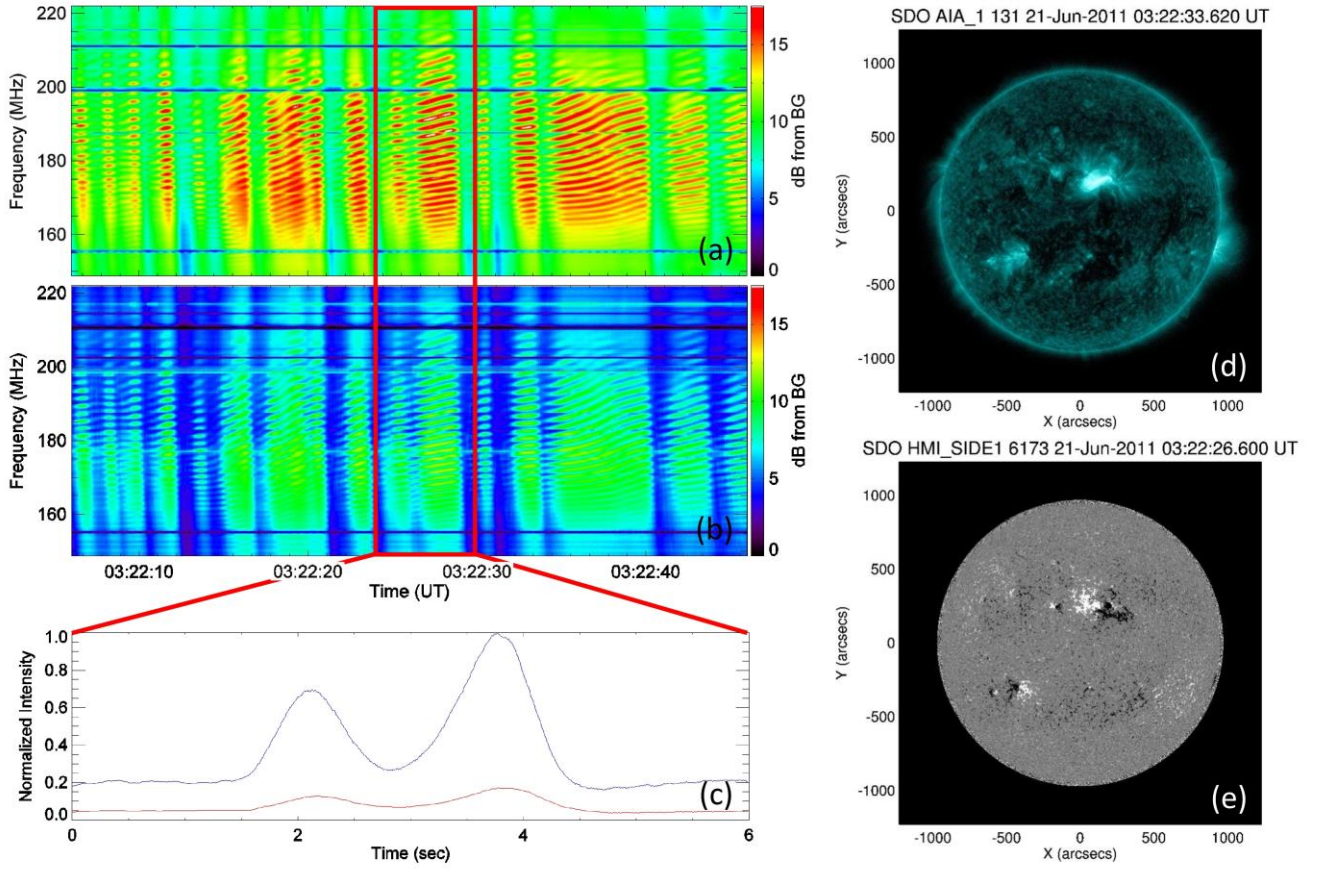 220
200
180
160
Frequency (MHz)
(a)
15
10
5
0
dB from BG
220
200
180
160
Frequency (MHz)
(b)
15
10
5
0
dB from BG
03:22:10 03:22:20 03:22:30 03:22:40
Time (UT)
1.0
0.8
0.6
0.4
0.2
0.0
Normalized Intensity
(c)
0 2 4 6
Time (sec)
SDO AIA_1 131 21-Jun-2011 03:22:33.620 UT
1000
500
0
-500
-1000
Y (arcsecs)
(d)
-1000 -500 0 500 1000
X (arcsecs)
SDO HMI_SIDE1 6173 21-Jun-2011 03:22:26.600 UT
1000
500
0
-500
-1000
Y (arcsecs)
(e)
-1000 -500 0 500 1000
X (arcsecs)